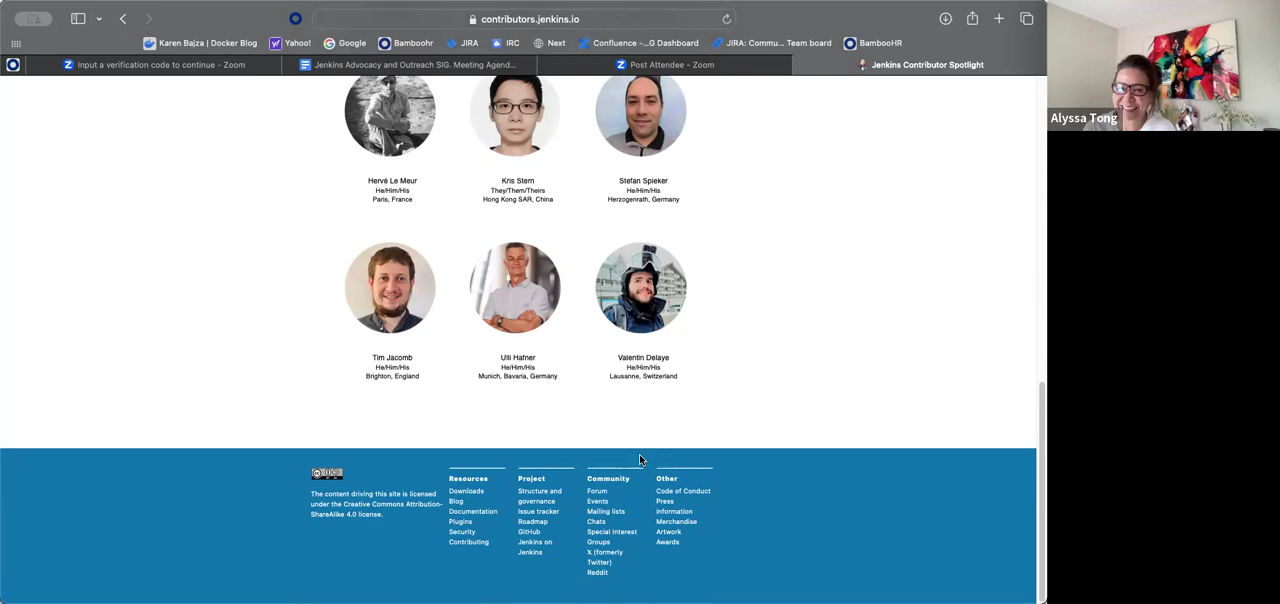 contributors.jenkins.io
Karen Bajza | Docker Blog
Yahoo!
Google
Bamboohr
JIRA
IRC
Next
Confluence ...G Dashboard
JIRA: Commu... Team board
BambooHR
Input a verification code to continue - Zoom
Jenkins Advocacy and Outreach SIG. Meeting Agend...
Post Attendee - Zoom
Jenkins Contributor Spotlight
Alyssa Tong
Hervé Le Meur
He/Him/His
Paris, France
Kris Stern
They/Them/Theirs
Hong Kong SAR, China
Stefan Spieker
He/Him/His
Herzogenrath, Germany
Tim Jacomb
He/Him/His
Brighton, England
Ulli Hafner
He/Him/His
Munich, Bavaria, Germany
Valentin Delaye
He/Him/His
Lausanne, Switzerland
The content driving this site is licensed
under the Creative Commons Attribution-
ShareAlike 4.0 license.
Resources
Downloads
Blog
Documentation
Plugins
Security
Contributing
Project
Structure and
governance
Issue tracker
Roadmap
GitHub
Jenkins on
Jenkins
Community
Forum
Events
Mailing lists
Chats
Special Interest
Groups
X (formerly
Twitter)
Reddit
Other
Code of Conduct
Press
information
Merchandise
Artwork
Awards